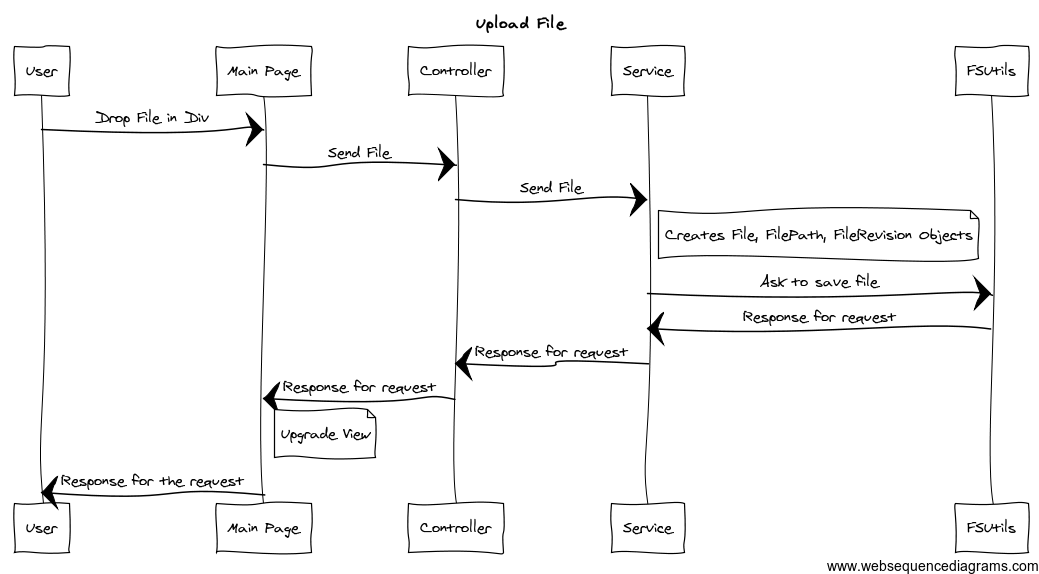 Upload File
User
Main Page
Controller
Service
FSUtils
Drop File in Div
Send File
Send File
Creates File, FilePath, FileRevision Objects
Ask to save file
Response for request
Response for request
Response for request
Upgrade View
Response for the request
User
Main Page
Controller
Service
FSUtils
www.websequencediagrams.com